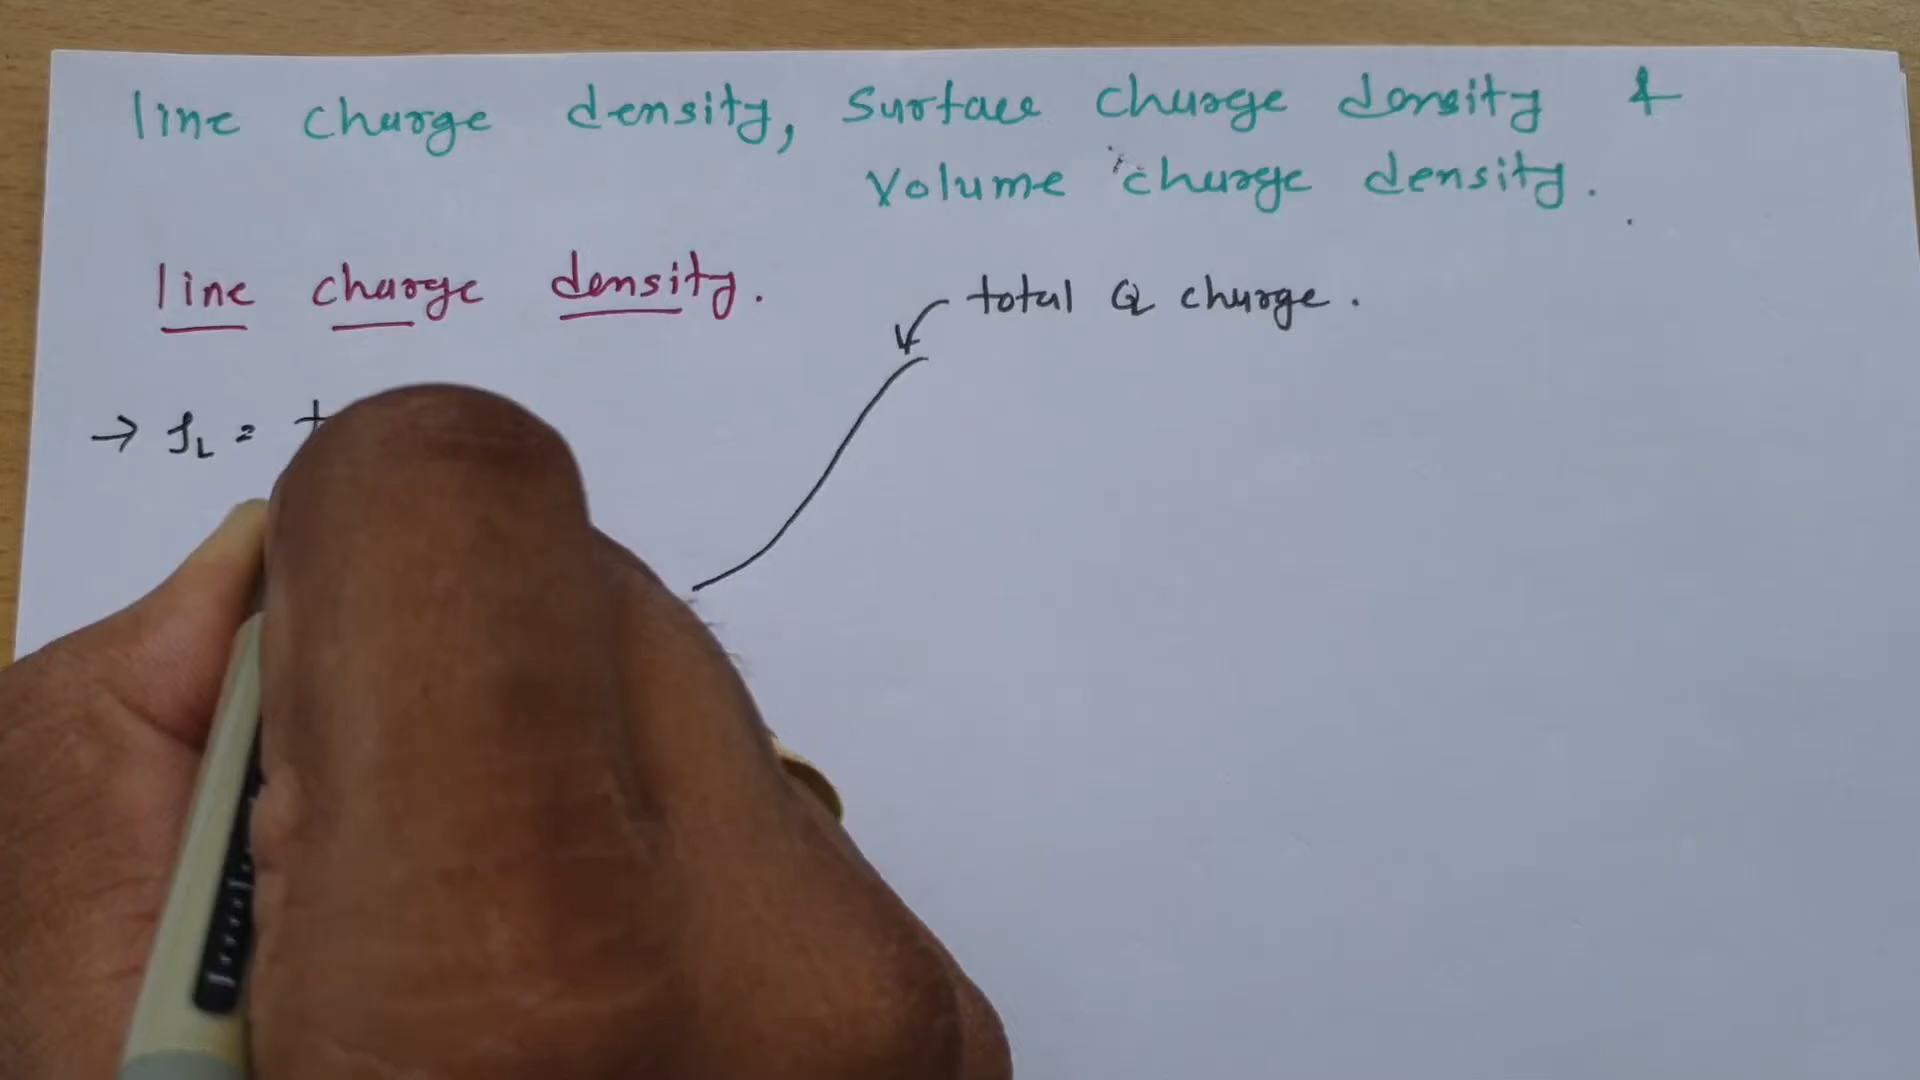 line charge density, Surface charge density &
Volume charge density.
line charge density.
total Q charge.
→ ρL = t